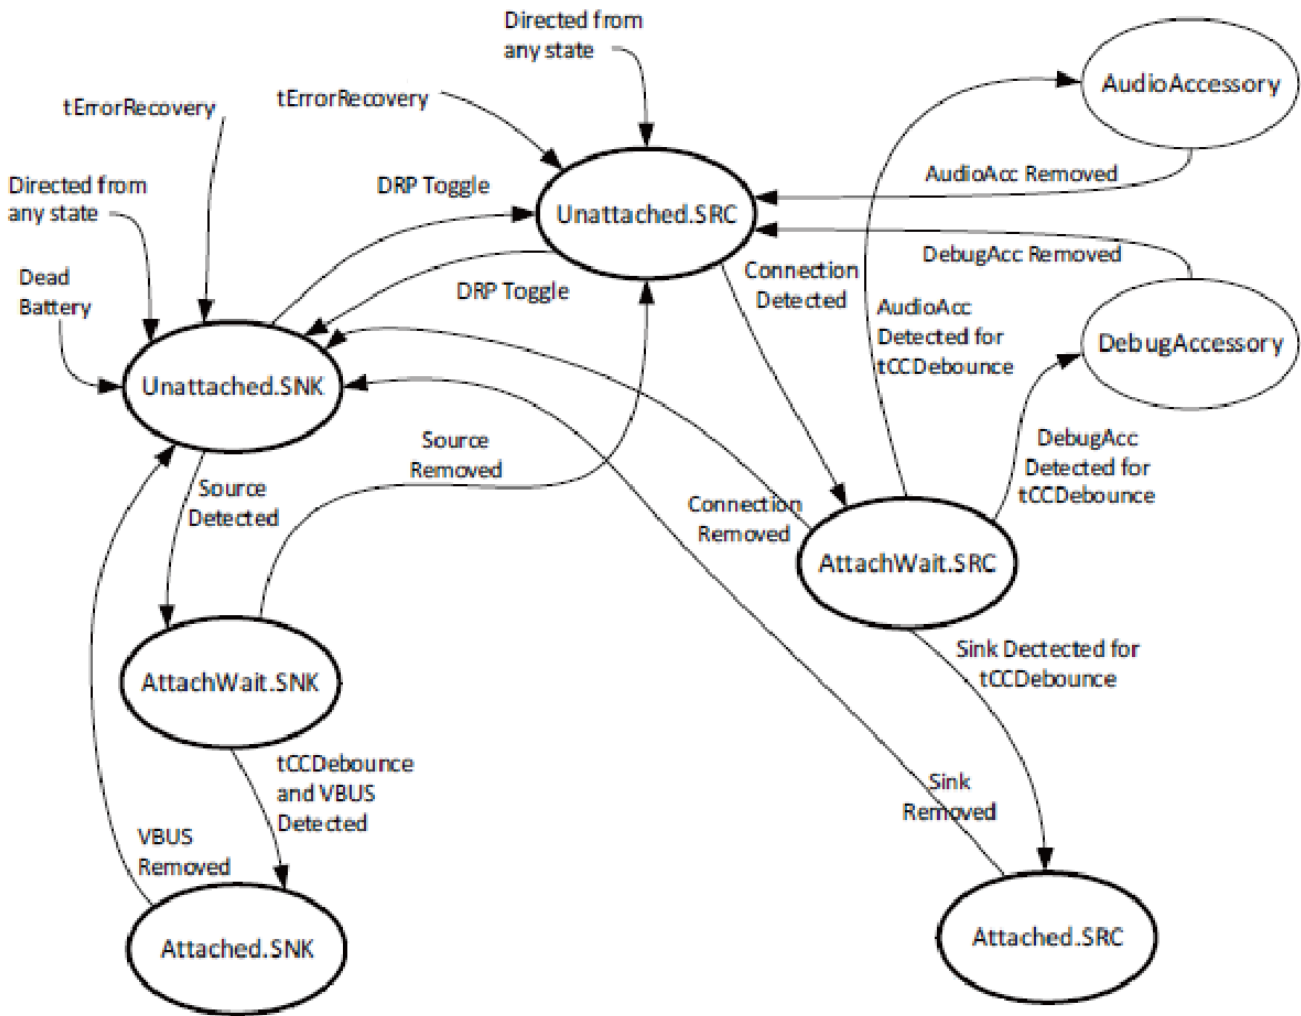 Directed from
any state
AudioAccessory
tErrorRecovery
tErrorRecovery
AudioAcc Removed
Directed from
any state
DRP Toggle
Unattached.SRC
DebugAcc Removed
Dead
Battery
DRP Toggle
Connection
Detected
AudioAcc
Detected for
tCCDebounce
DebugAccessory
Unattached.SNK
Source
Removed
DebugAcc
Detected for
tCCDebounce
Source
Detected
Connection
Removed
AttachWait.SRC
AttachWait.SNK
Sink Dectected for
tCCDebounce
tCCDebounce
and VBUS
Detected
Sink
Removed
VBUS
Removed
Attached.SNK
Attached.SRC